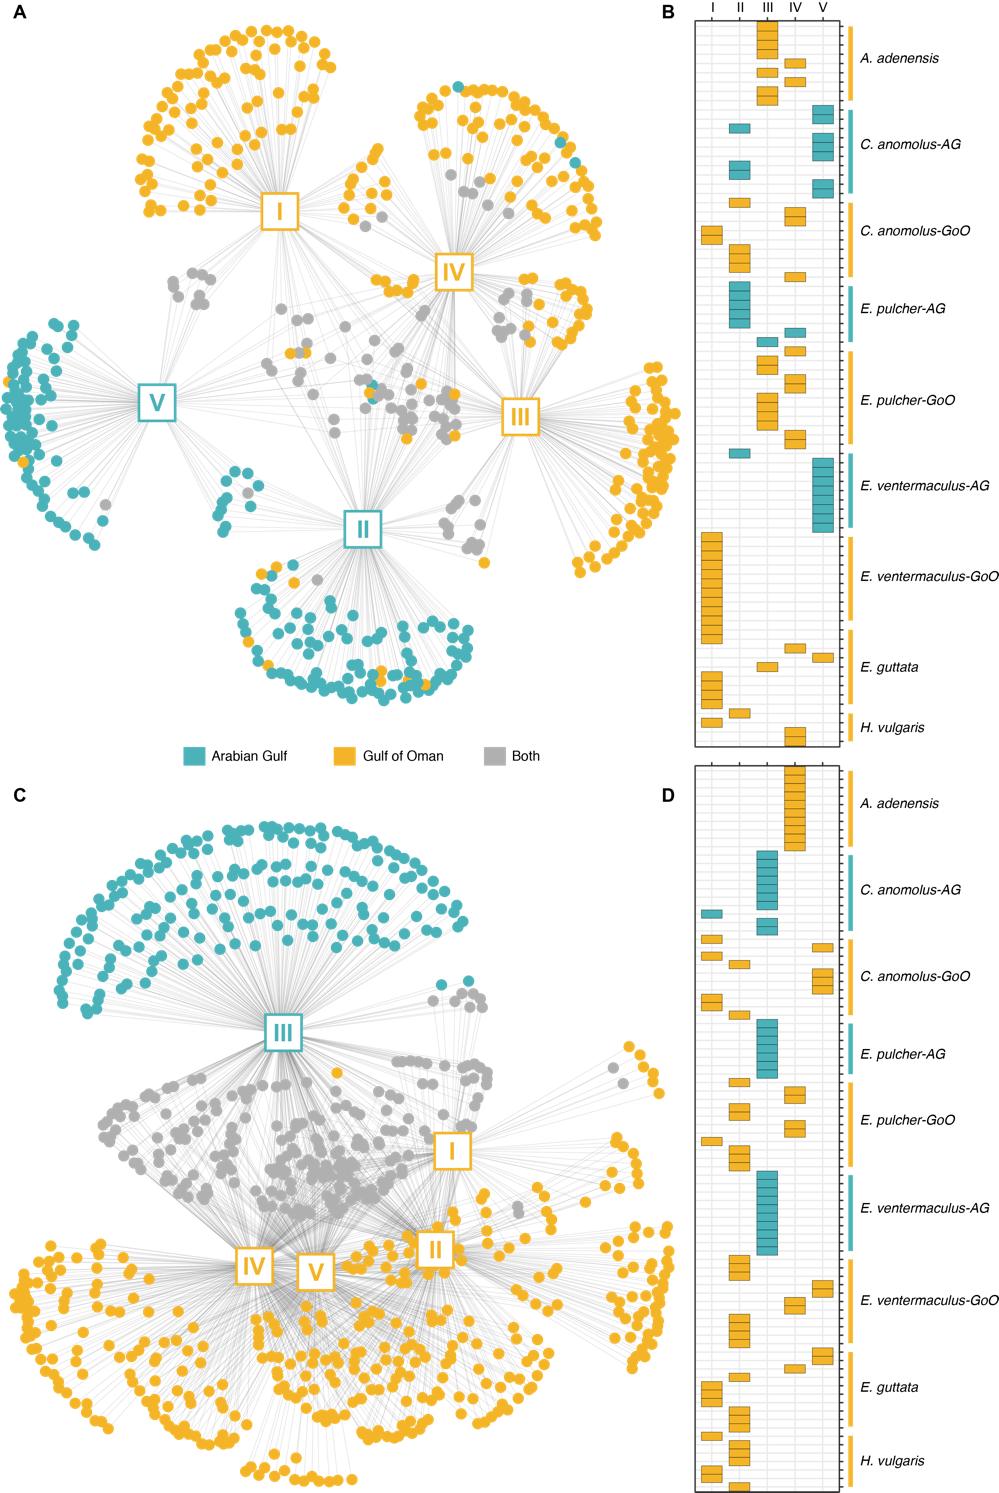 A
B
I II III IV V
I
IV
V
III
II
A. adenensis
C. anomolus-AG
C. anomolus-GoO
E. pulcher-AG
E. pulcher-GoO
E. ventermaculus-AG
E. ventermaculus-GoO
E. guttata
H. vulgaris
Arabian Gulf Gulf of Oman Both
C
D
III
I
II
IV
V
A. adenensis
C. anomolus-AG
C. anomolus-GoO
E. pulcher-AG
E. pulcher-GoO
E. ventermaculus-AG
E. ventermaculus-GoO
E. guttata
H. vulgaris